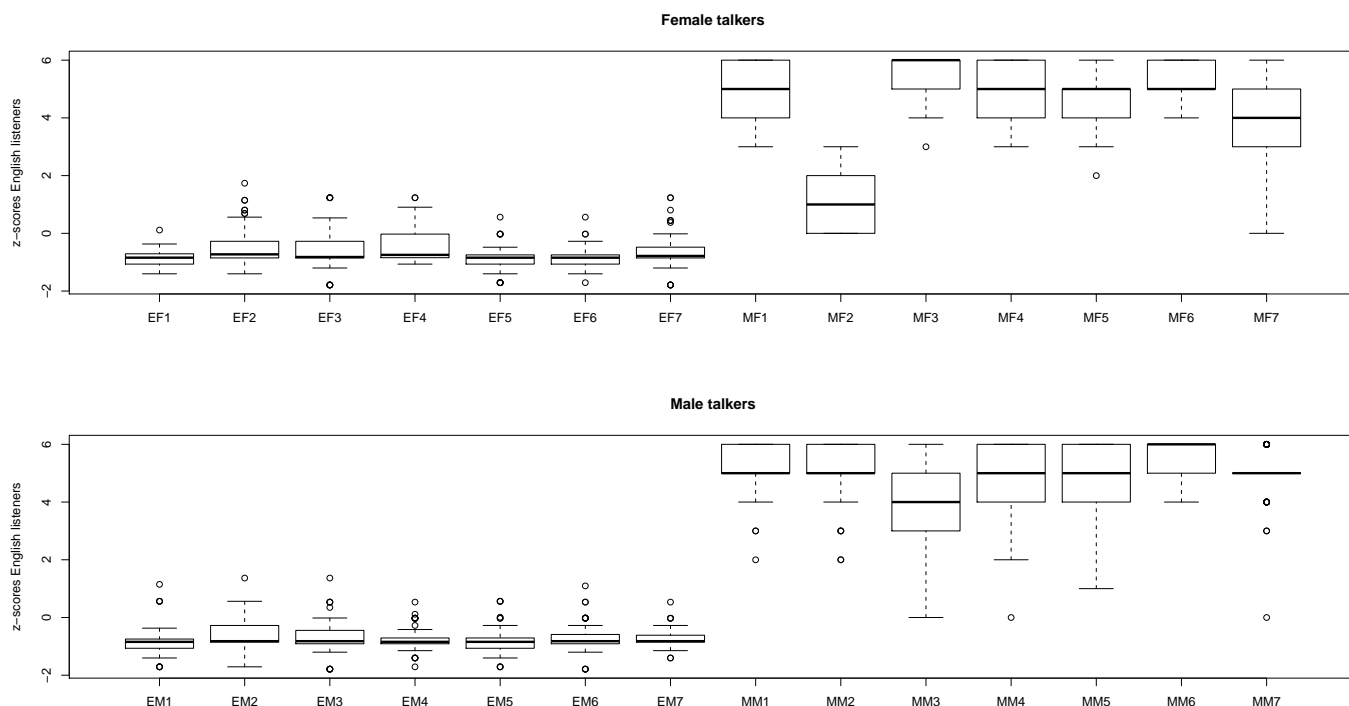 Female talkers
z−scores English listeners
6
4
2
0
−2
EF1 EF2 EF3 EF4 EF5 EF6 EF7 MF1 MF2 MF3 MF4 MF5 MF6 MF7
Male talkers
z−scores English listeners
6
4
2
0
−2
EM1 EM2 EM3 EM4 EM5 EM6 EM7 MM1 MM2 MM3 MM4 MM5 MM6 MM7